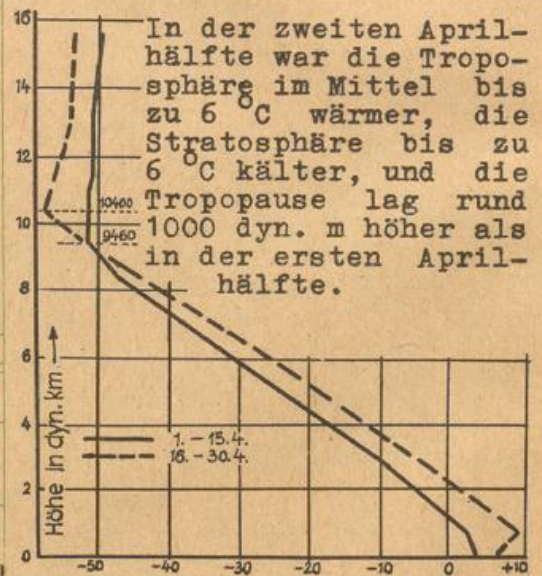 In der zweiten April-
hälfte war die Tropo-
sphäre im Mittel bis
zu 6 °C wärmer, die
Stratosphäre bis zu
6 °C kälter, und die
Tropopause lag rund
1000 dyn. m höher als
in der ersten April-
hälfte.
16
14
12
10400
10
9460
8
6
4
2
0
Höhe in dyn. km →
1. – 15.4.
16. – 30.4.
-50
-40
-30
-20
-10
0
+10